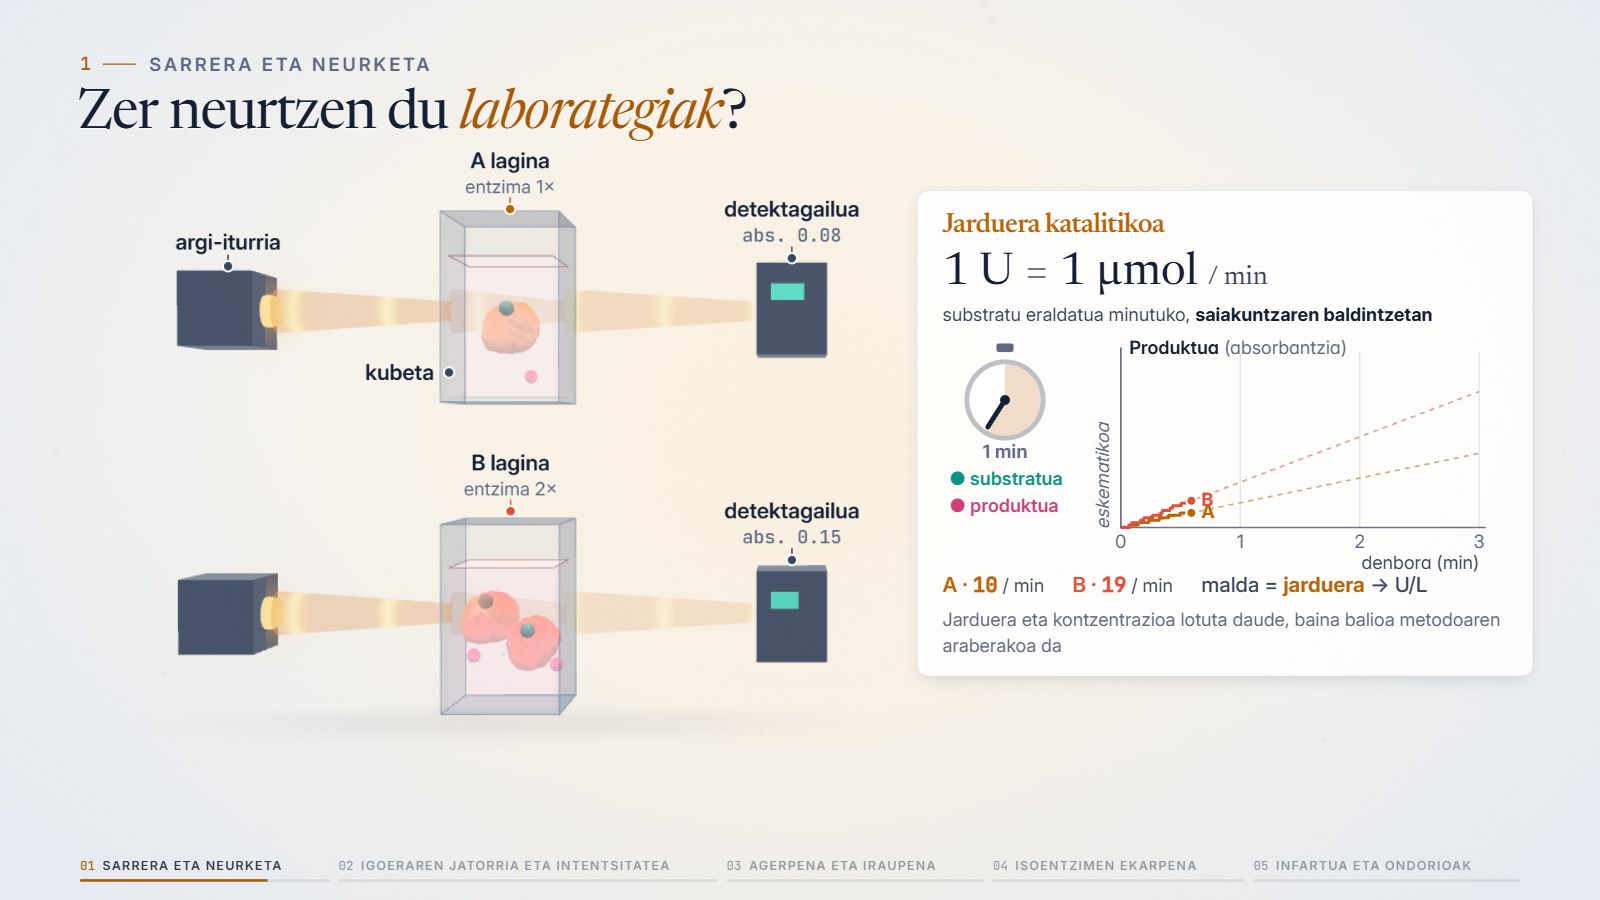 1 — SARRERA ETA NEURKETA
Zer neurtzen du laborategiak?
A lagina
entzima 1×
argi-iturria
detektagailua
abs. 0.08
kubeta
B lagina
entzima 2×
detektagailua
abs. 0.15
Jarduera katalitikoa
1 U = 1 µmol / min
substratu eraldatua minutuko, saiakuntzaren baldintzetan
1 min
substratua
produktua
Produktua (absorbantzia)
eskematikoa
B
A
0 1 2 3
denbora (min)
A · 10 / min B · 19 / min malda = jarduera → U/L
Jarduera eta kontzentrazioa lotuta daude, baina balioa metodoaren
araberakoa da
01 SARRERA ETA NEURKETA 02 IGOERAREN JATORRIA ETA INTENTSITATEA 03 AGERPENA ETA IRAUPENA 04 ISOENTZIMEN EKARPENA 05 INFARTUA ETA ONDORIOAK